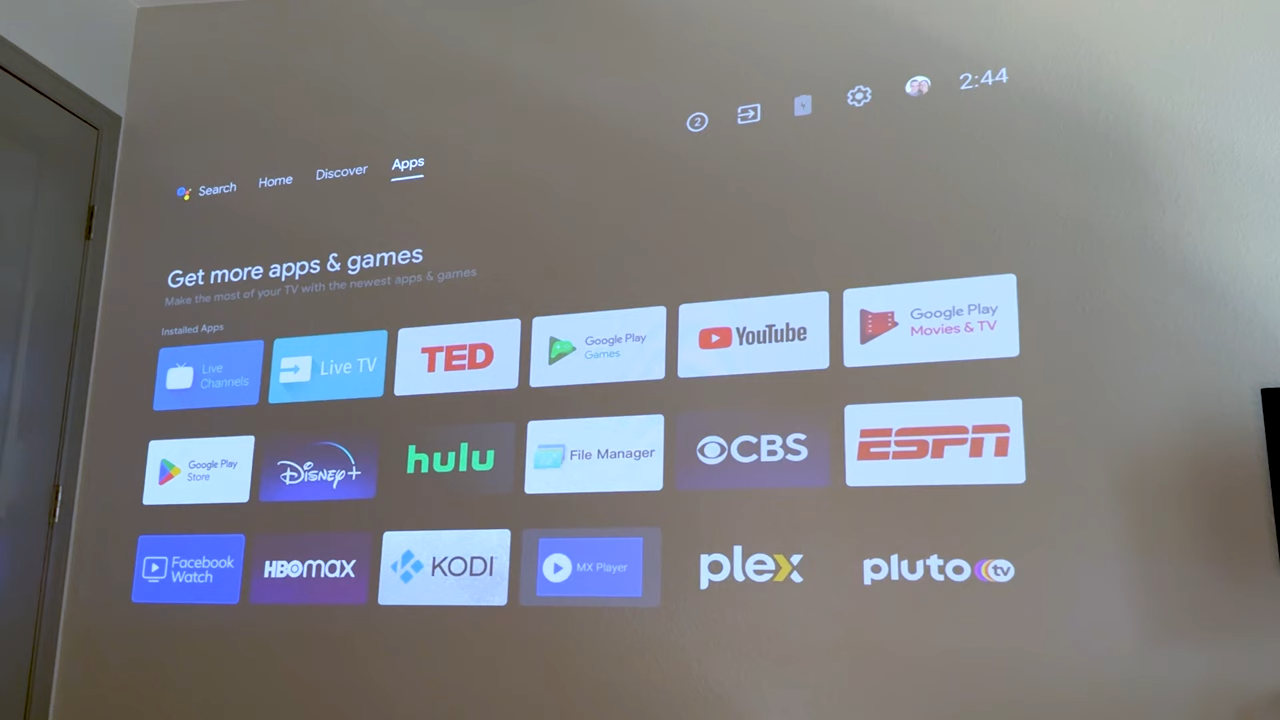 2 2:44
Search Home Discover Apps
Get more apps & games
Make the most of your TV with the newest apps & games
Installed Apps
Live
Channels
Live TV
TED
Google Play
Games
YouTube
Google Play
Movies & TV
Google Play
Store
Disney+
hulu
File Manager
CBS
ESPN
Facebook
Watch
HBOmax
KODI
MX Player
plex
pluto tv